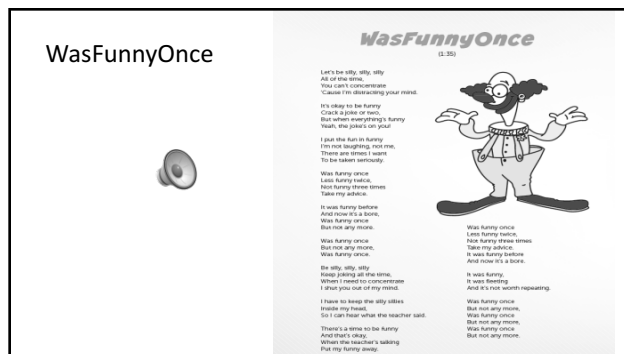 WasFunnyOnce
WasFunnyOnce
(1:35)
Let's be silly, silly, silly
All of the time,
You can't concentrate
'Cause I'm distracting your mind.
It's okay to be funny
Crack a joke or two,
But when everything's funny
Yeah, the joke's on you!
I put the fun in funny
I'm not laughing, not me,
There are times I want
To be taken seriously.
Was funny once
Less funny twice,
Not funny three times
Take my advice.
It was funny before
And now it's a bore,
Was funny once
But not any more.
Was funny once
But not any more,
Was funny once.
Be silly, silly, silly
Keep joking all the time,
When I need to concentrate
I shut you out of my mind.
I have to keep the silly sillies
Inside my head,
So I can hear what the teacher said.
There's a time to be funny
And that's okay,
When the teacher's talking
Put my funny away.
Was funny once
Less funny twice,
Not funny three times
Take my advice.
It was funny before
And now it's a bore.
It was funny,
It was fleeting
And it's not worth repeating.
Was funny once
But not any more,
Was funny once
But not any more,
Was funny once
But not any more.